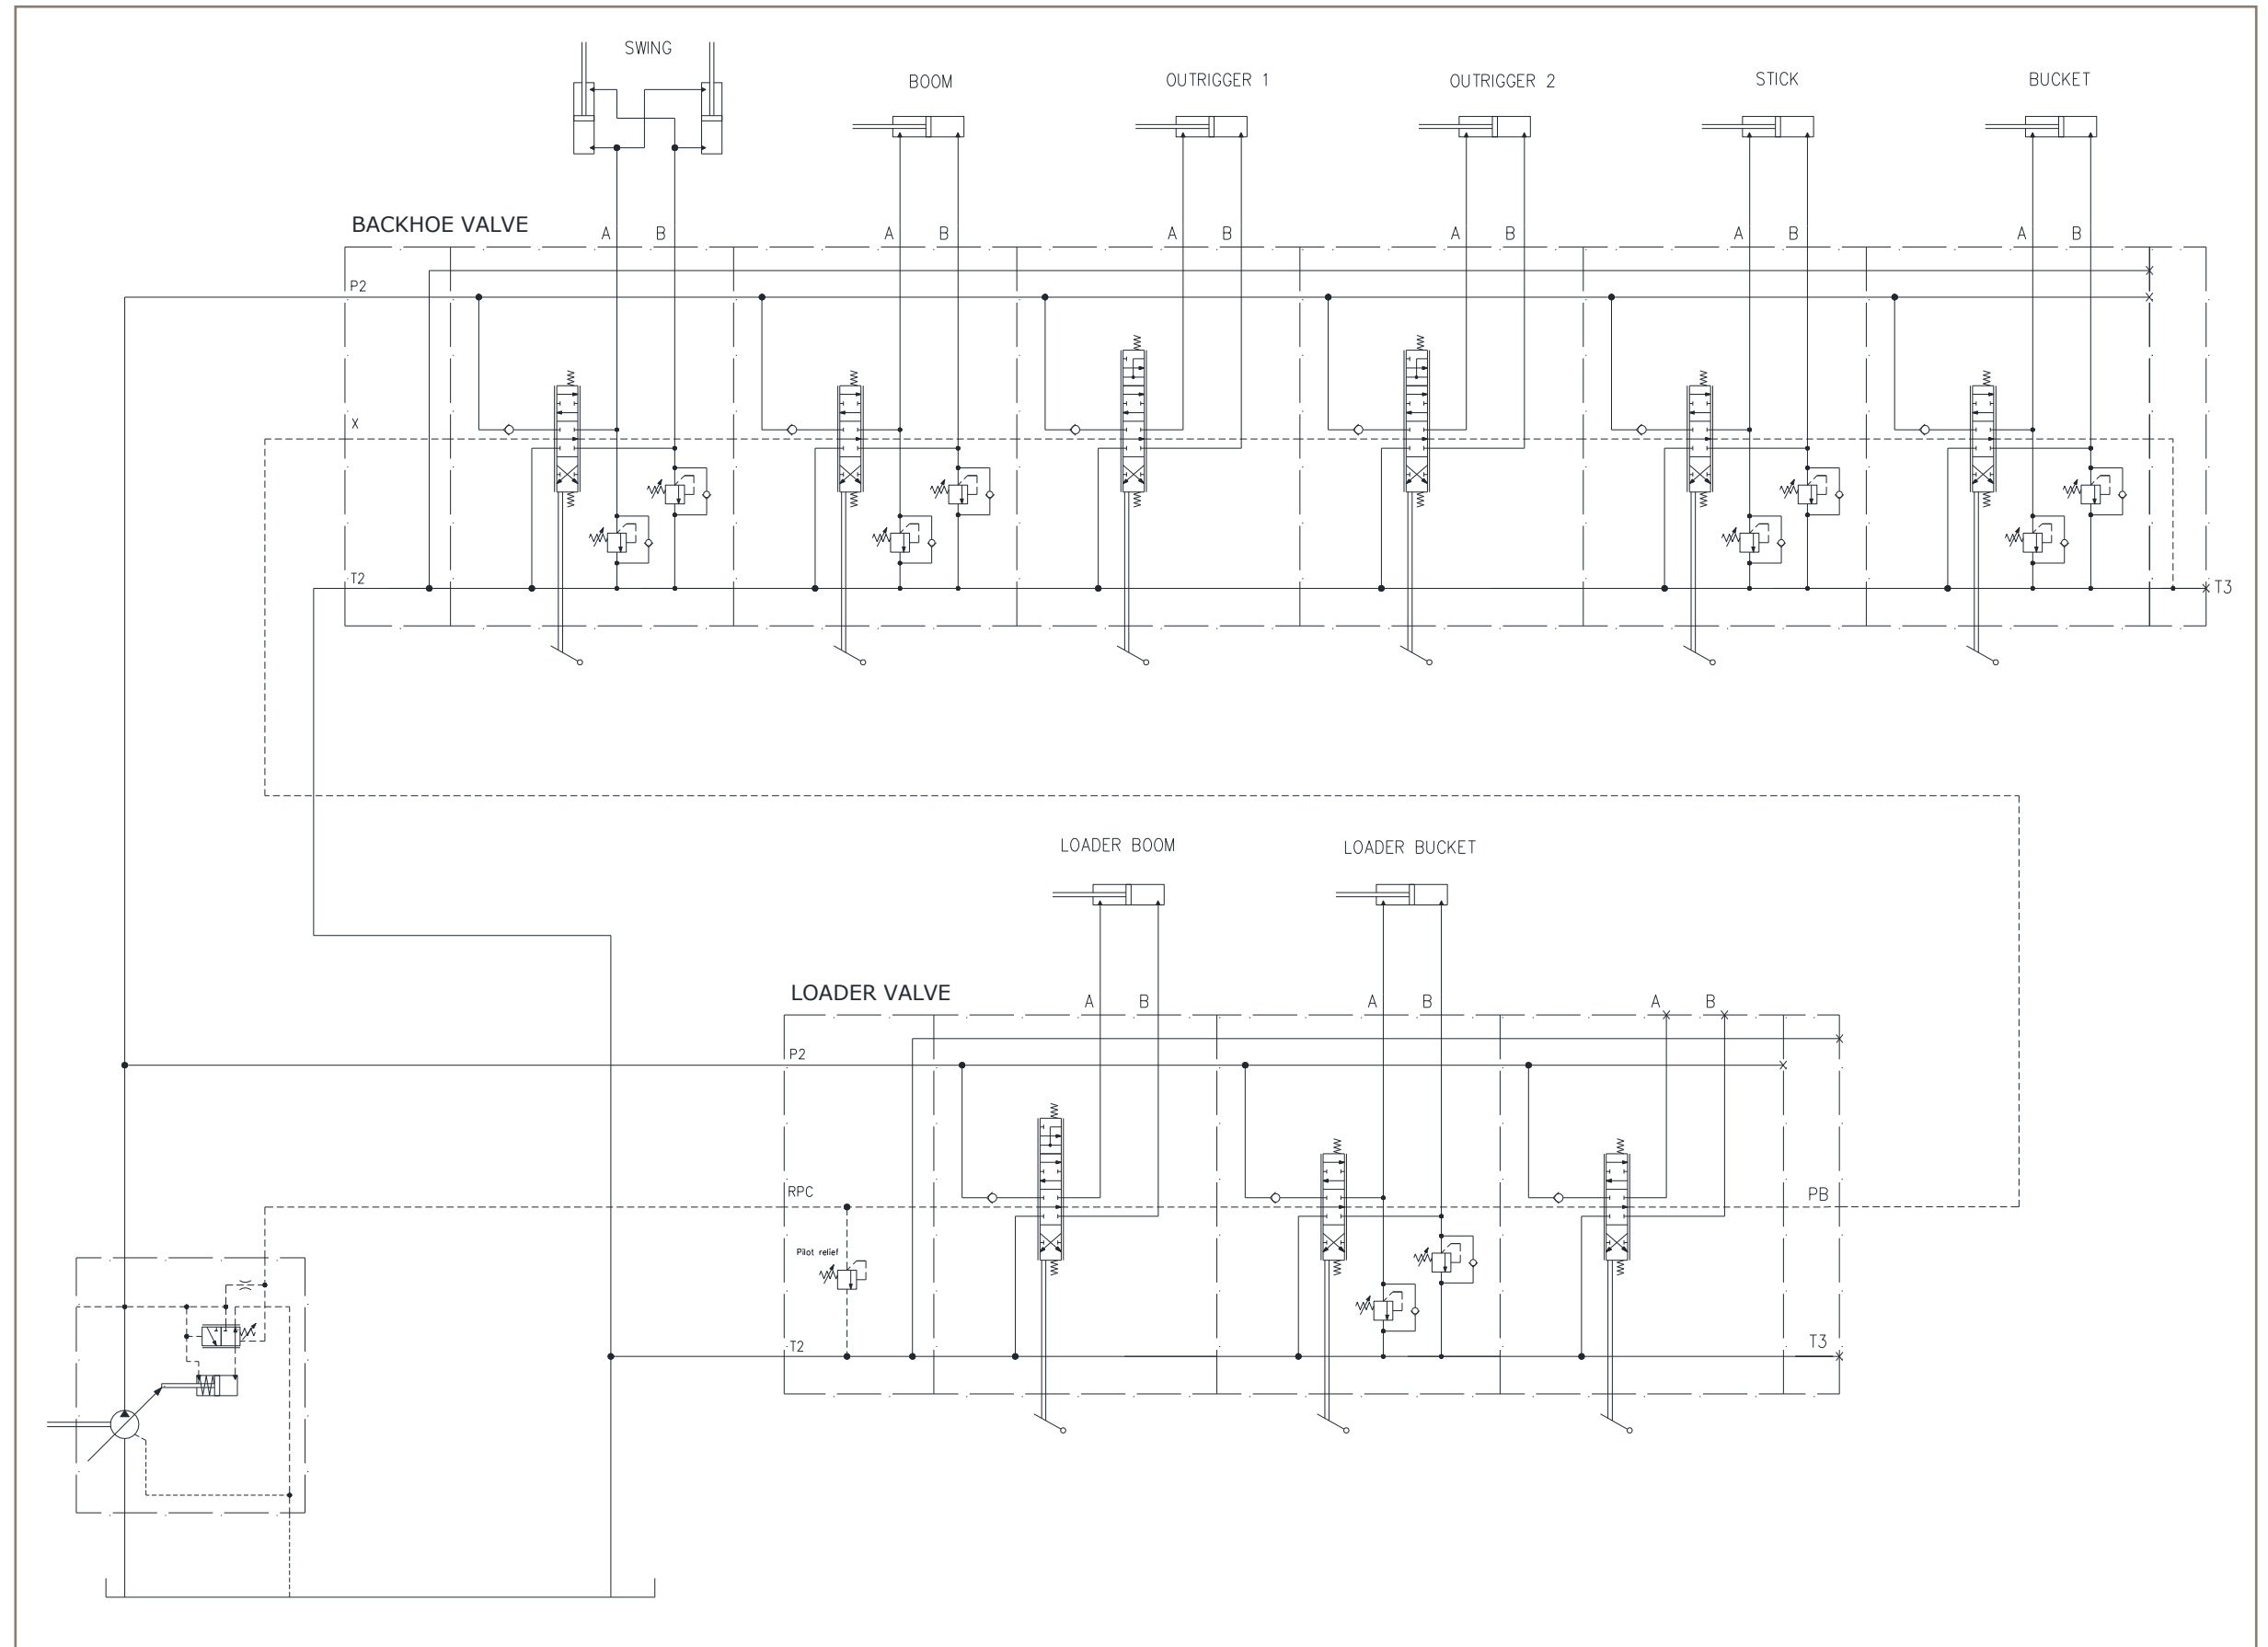 SWING
BOOM
OUTRIGGER 1
OUTRIGGER 2
STICK
BUCKET
BACKHOE VALVE
A B A B A B A B A B A B
P2
X
T2
T3
LOADER BOOM
LOADER BUCKET
LOADER VALVE
A B A B A B
P2
RPC
PB
Pilot relief
T2
T3